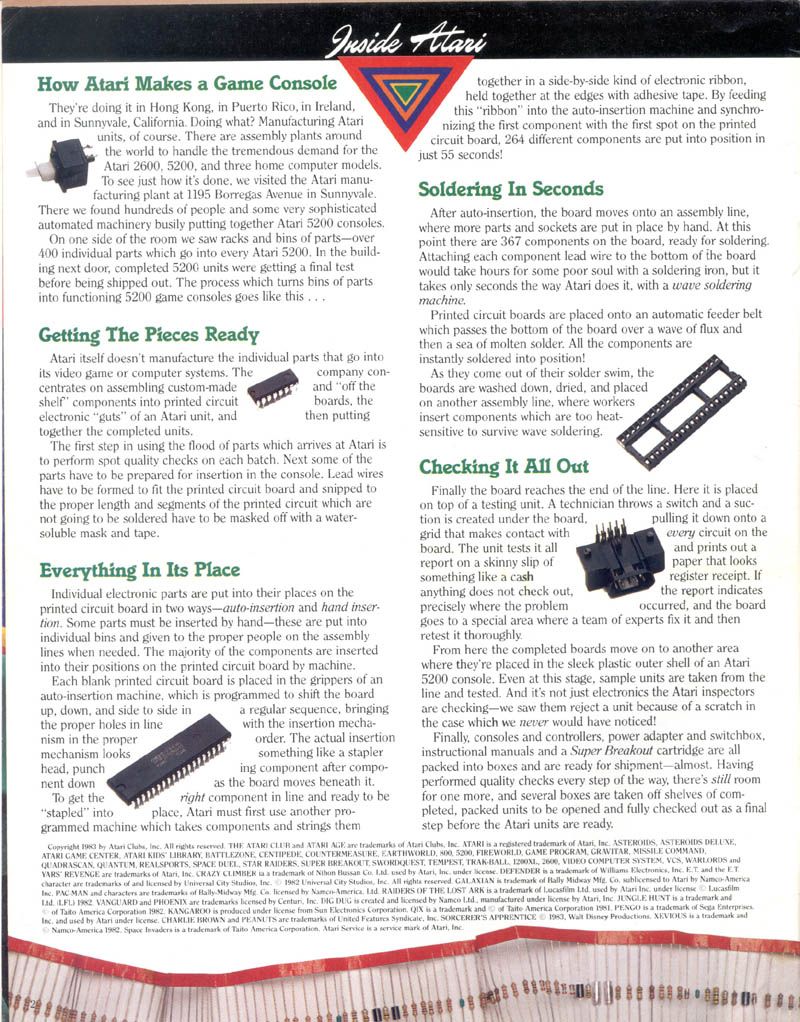 Inside Atari
How Atari Makes a Game Console
They're doing it in Hong Kong, in Puerto Rico, in Ireland,
and in Sunnyvale, California. Doing what? Manufacturing Atari
units, of course. There are assembly plants around
the world to handle the tremendous demand for the
Atari 2600, 5200, and three home computer models.
To see just how it's done, we visited the Atari manu-
facturing plant at 1195 Borregas Avenue in Sunnyvale.
There we found hundreds of people and some very sophisticated
automated machinery busily putting together Atari 5200 consoles.
On one side of the room we saw racks and bins of parts—over
400 individual parts which go into every Atari 5200. In the build-
ing next door, completed 5200 units were getting a final test
before being shipped out. The process which turns bins of parts
into functioning 5200 game consoles goes like this . . .
Getting The Pieces Ready
Atari itself doesn't manufacture the individual parts that go into
its video game or computer systems. The company con-
centrates on assembling custom-made and "off the
shelf" components into printed circuit boards, the
electronic "guts" of an Atari unit, and then putting
together the completed units.
The first step in using the flood of parts which arrives at Atari is
to perform spot quality checks on each batch. Next some of the
parts have to be prepared for insertion in the console. Lead wires
have to be formed to fit the printed circuit board and snipped to
the proper length and segments of the printed circuit which are
not going to be soldered have to be masked off with a water-
soluble mask and tape.
Everything In Its Place
Individual electronic parts are put into their places on the
printed circuit board in two ways—auto-insertion and hand inser-
tion. Some parts must be inserted by hand—these are put into
individual bins and given to the proper people on the assembly
lines when needed. The majority of the components are inserted
into their positions on the printed circuit board by machine.
Each blank printed circuit board is placed in the grippers of an
auto-insertion machine, which is programmed to shift the board
up, down, and side to side in a regular sequence, bringing
the proper holes in line with the insertion mecha-
nism in the proper order. The actual insertion
mechanism looks something like a stapler
head, punch ing component after compo-
nent down as the board moves beneath it.
To get the right component in line and ready to be
"stapled" into place, Atari must first use another pro-
grammed machine which takes components and strings them
together in a side-by-side kind of electronic ribbon,
held together at the edges with adhesive tape. By feeding
this "ribbon" into the auto-insertion machine and synchro-
nizing the first component with the first spot on the printed
circuit board, 264 different components are put into position in
just 55 seconds!
Soldering In Seconds
After auto-insertion, the board moves onto an assembly line,
where more parts and sockets are put in place by hand. At this
point there are 367 components on the board, ready for soldering.
Attaching each component lead wire to the bottom of the board
would take hours for some poor soul with a soldering iron, but it
takes only seconds the way Atari does it, with a wave soldering
machine.
Printed circuit boards are placed onto an automatic feeder belt
which passes the bottom of the board over a wave of flux and
then a sea of molten solder. All the components are
instantly soldered into position!
As they come out of their solder swim, the
boards are washed down, dried, and placed
on another assembly line, where workers
insert components which are too heat-
sensitive to survive wave soldering.
Checking It All Out
Finally the board reaches the end of the line. Here it is placed
on top of a testing unit. A technician throws a switch and a suc-
tion is created under the board, pulling it down onto a
grid that makes contact with every circuit on the
board. The unit tests it all and prints out a
report on a skinny slip of paper that looks
something like a cash register receipt. If
anything does not check out, the report indicates
precisely where the problem occurred, and the board
goes to a special area where a team of experts fix it and then
retest it thoroughly.
From here the completed boards move on to another area
where they're placed in the sleek plastic outer shell of an Atari
5200 console. Even at this stage, sample units are taken from the
line and tested. And it's not just electronics the Atari inspectors
are checking—we saw them reject a unit because of a scratch in
the case which we never would have noticed!
Finally, consoles and controllers, power adapter and switchbox,
instructional manuals and a Super Breakout cartridge are all
packed into boxes and are ready for shipment—almost. Having
performed quality checks every step of the way, there's still room
for one more, and several boxes are taken off shelves of com-
pleted, packed units to be opened and fully checked out as a final
step before the Atari units are ready.
Copyright 1983 by Atari Clubs, Inc. All rights reserved. THE ATARI CLUB and ATARI AGE are trademarks of Atari Clubs, Inc. ATARI is a registered trademark of Atari, Inc. ASTEROIDS, ASTEROIDS DELUXE,
ATARI GAME CENTER, ATARI KIDS' LIBRARY, BATTLEZONE, CENTIPEDE, COUNTERMEASURE, EARTHWORLD, 800, 5200, FIREWORLD, GAME PROGRAM, GRAVITAR, MISSILE COMMAND,
QUADRASCAN, QUANTUM, REALSPORTS, SPACE DUEL, STAR RAIDERS, SUPER BREAKOUT, SWORDQUEST, TEMPEST, TRAK-BALL, 1200XL, 2600, VIDEO COMPUTER SYSTEM, VCS, WARLORDS and
YARS' REVENGE are trademarks of Atari, Inc. CRAZY CLIMBER is a trademark of Nihon Bussan Co. Ltd. used by Atari, Inc. under license. DEFENDER is a trademark of Williams Electronics, Inc. E.T. and the E.T.
character are trademarks of and licensed by Universal City Studios, Inc. © 1982 Universal City Studios, Inc. All rights reserved. GALAXIAN is a trademark of Bally Midway Mfg. Co. sublicensed to Atari by Namco-America
Inc. PAC-MAN and characters are trademarks of Bally Midway Mfg. Co. licensed by Namco-America, Ltd. RAIDERS OF THE LOST ARK is a trademark of Lucasfilm Ltd. used by Atari Inc. under license © Lucasfilm
Ltd. (LFL) 1982. VANGUARD and PHOENIX are trademarks licensed by Centuri, Inc. DIG DUG is created and licensed by Namco Ltd., manufactured under license by Atari, Inc. JUNGLE HUNT is a trademark and
© of Taito America Corporation 1982. KANGAROO is produced under license from Sun Electronics Corporation. QIX is a trademark and © of Taito America Corporation 1981. PENGO is a trademark of Sega Enterprises,
Inc. and used by Atari under license. CHARLIE BROWN and PEANUTS are trademarks of United Features Syndicate, Inc. SORCERER'S APPRENTICE © 1983, Walt Disney Productions. XEVIOUS is a trademark and
© Namco-America 1982. Space Invaders is a trademark of Taito America Corporation. Atari Service is a service mark of Atari, Inc.
2